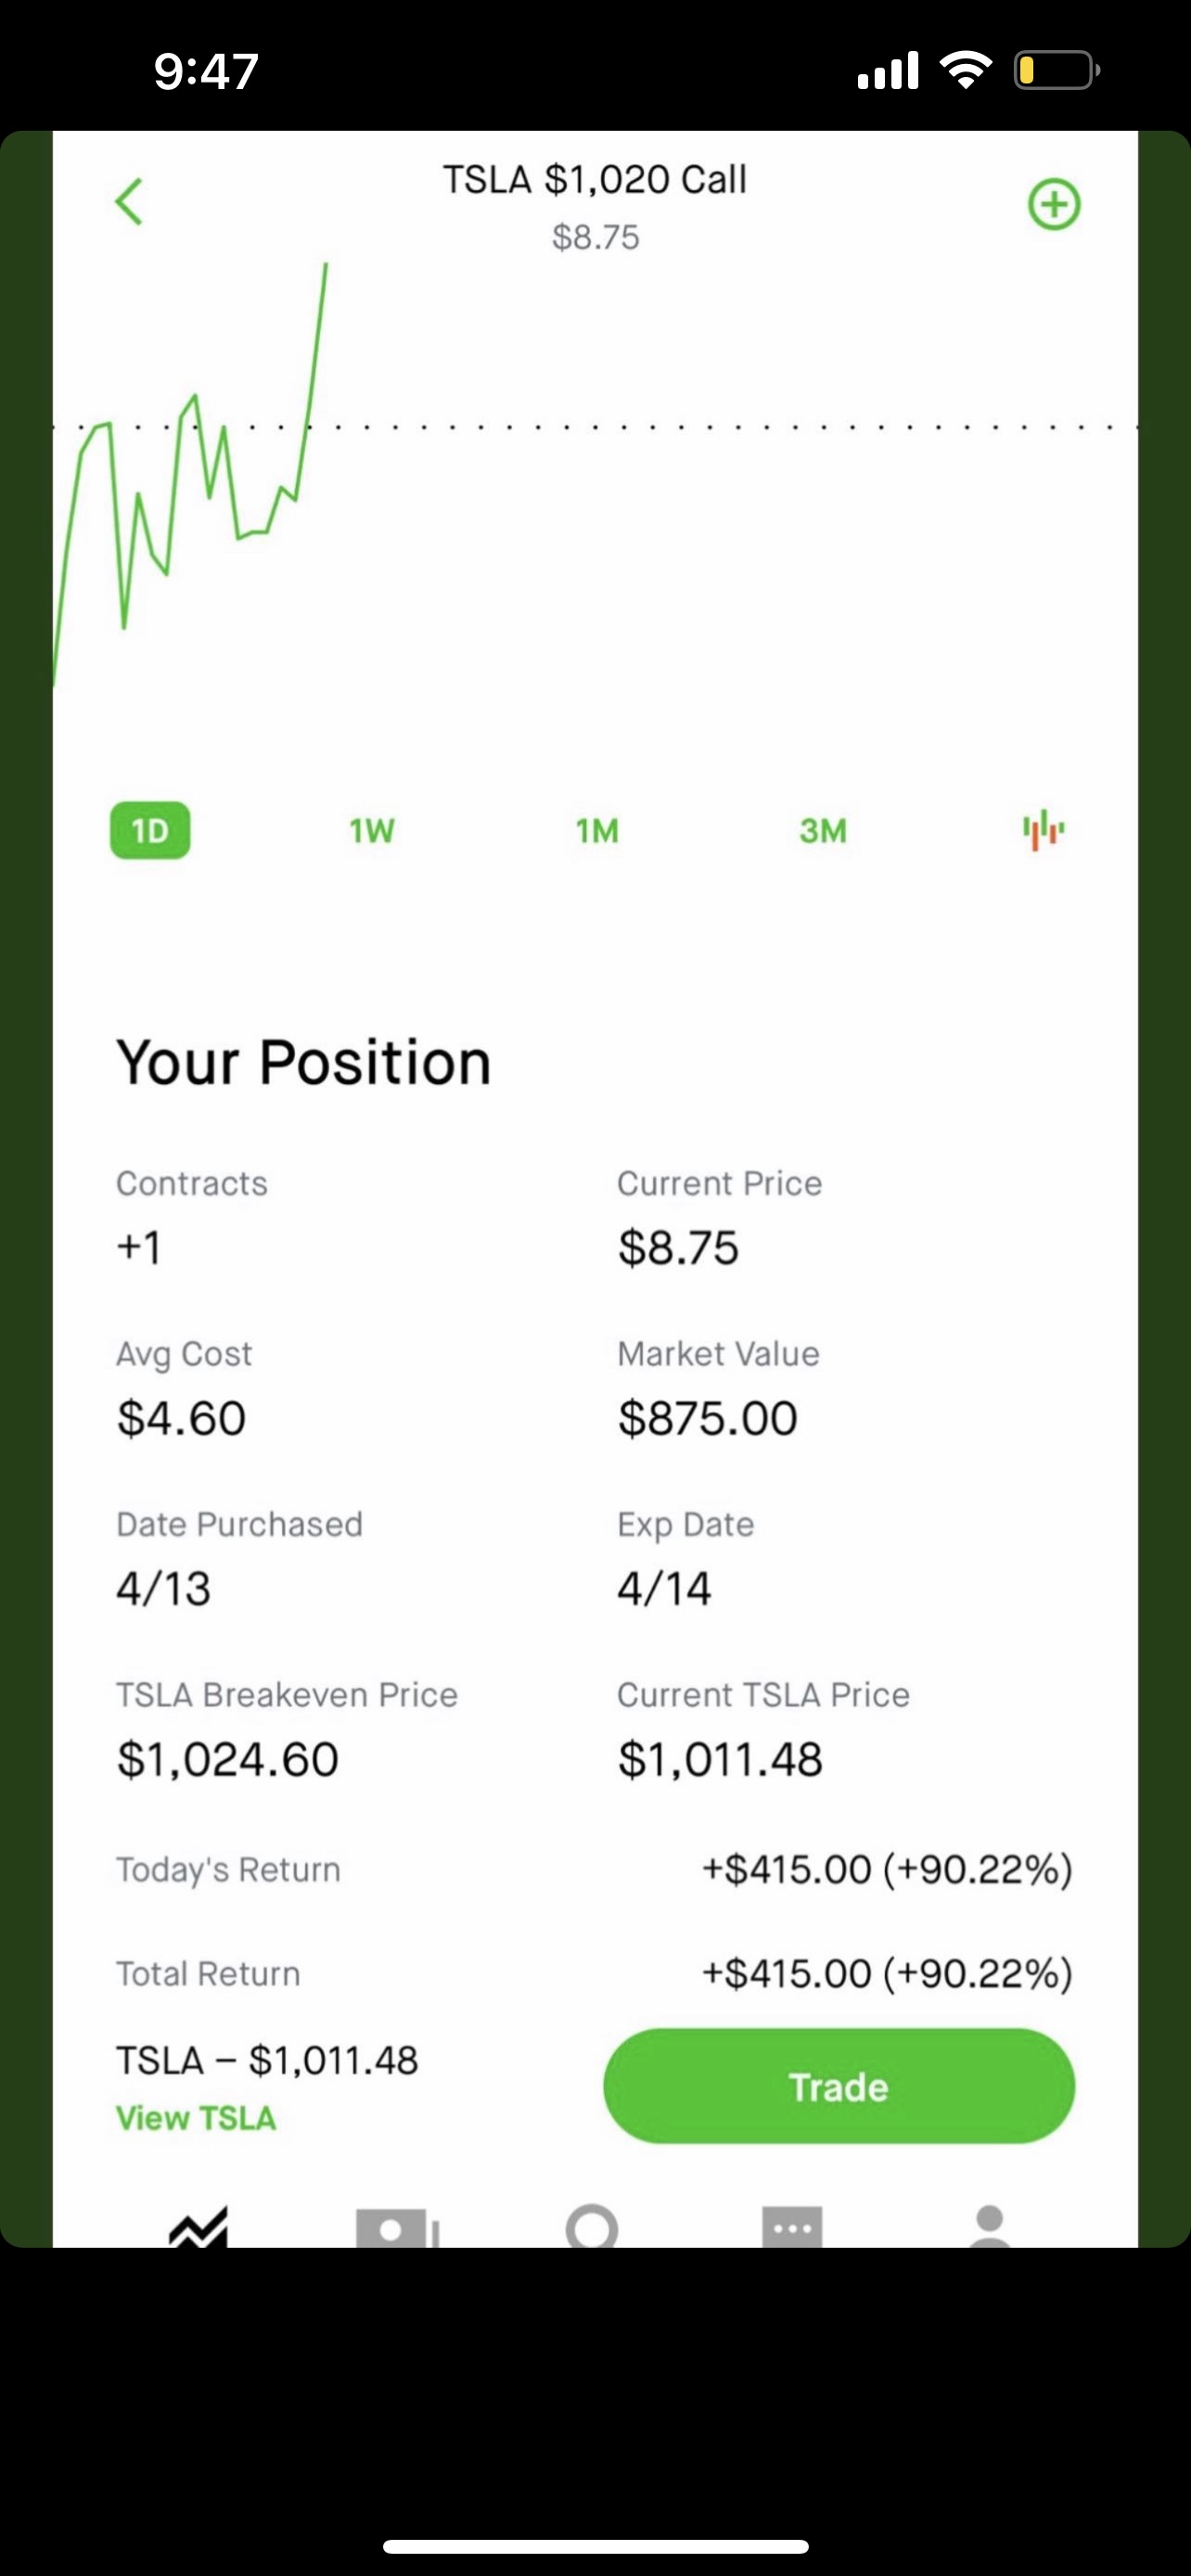 9:47
TSLA $1,020 Call
$8.75
1D 1W 1M 3M
Your Position
Contracts Current Price
+1 $8.75
Avg Cost Market Value
$4.60 $875.00
Date Purchased Exp Date
4/13 4/14
TSLA Breakeven Price Current TSLA Price
$1,024.60 $1,011.48
Today's Return +$415.00 (+90.22%)
Total Return +$415.00 (+90.22%)
TSLA – $1,011.48
View TSLA
Trade